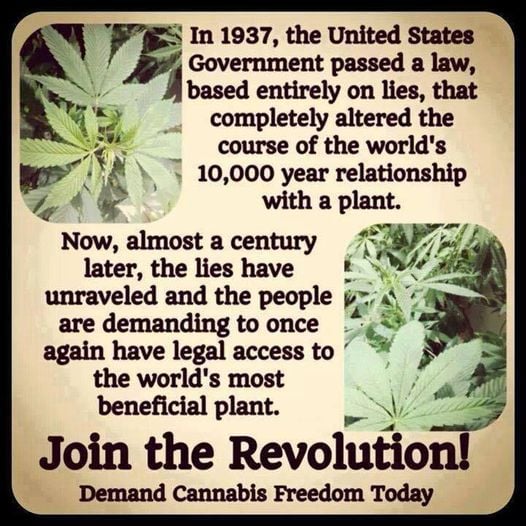 In 1937, the United States
Government passed a law,
based entirely on lies, that
completely altered the
course of the world's
10,000 year relationship
with a plant.
Now, almost a century
later, the lies have
unraveled and the people
are demanding to once
again have legal access to
the world's most
beneficial plant.
Join the Revolution!
Demand Cannabis Freedom Today